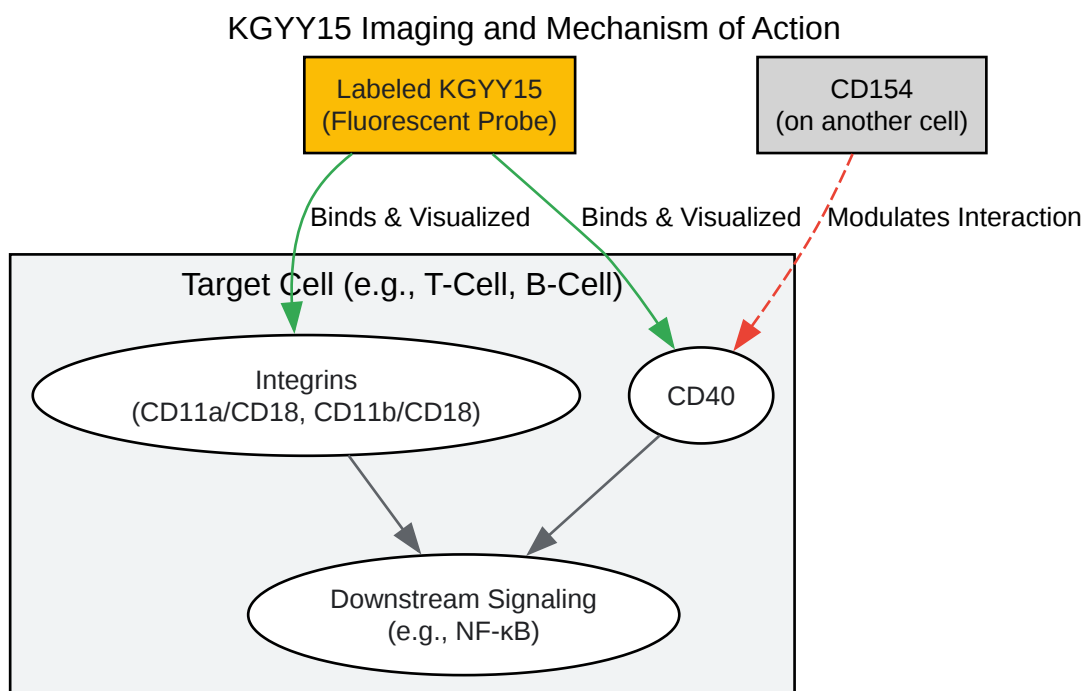 KGYY15 Imaging and Mechanism of Action
Labeled KGYY15
(Fluorescent Probe)
CD154
(on another cell)
Binds & Visualized
Binds & Visualized
Modulates Interaction
Target Cell (e.g., T-Cell, B-Cell)
Integrins
(CD11a/CD18, CD11b/CD18)
CD40
Downstream Signaling
(e.g., NF-κB)